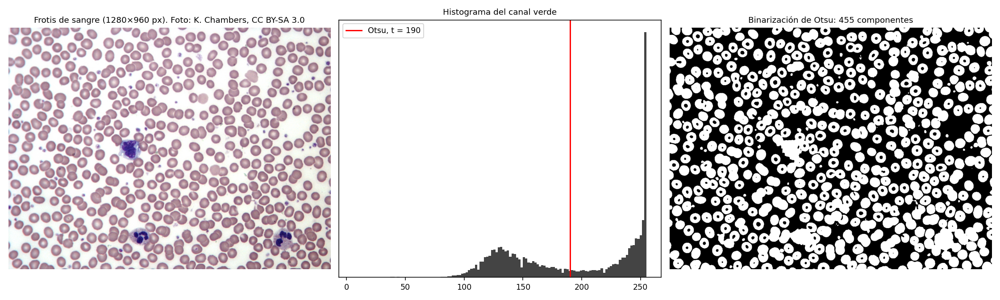 Frotis de sangre (1280×960 px). Foto: K. Chambers, CC BY-SA 3.0
Histograma del canal verde
Otsu, t = 190
0 50 100 150 200 250
Binarización de Otsu: 455 componentes